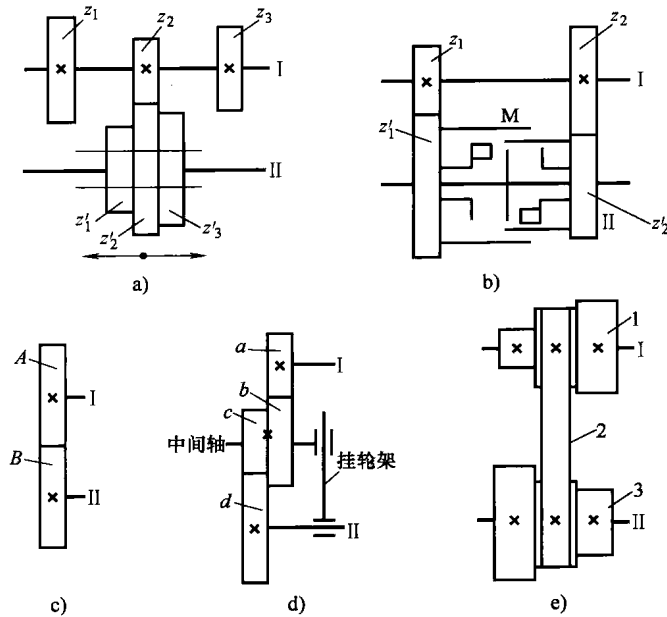 z₁
z₂
z₃
I
II
z′₁
z′₂
z′₃
a)
z₁
z₂
I
M
z′₁
II
z′₂
b)
A
I
B
II
c)
a
I
b
c
中间轴
挂轮架
d
II
d)
1
I
2
3
II
e)